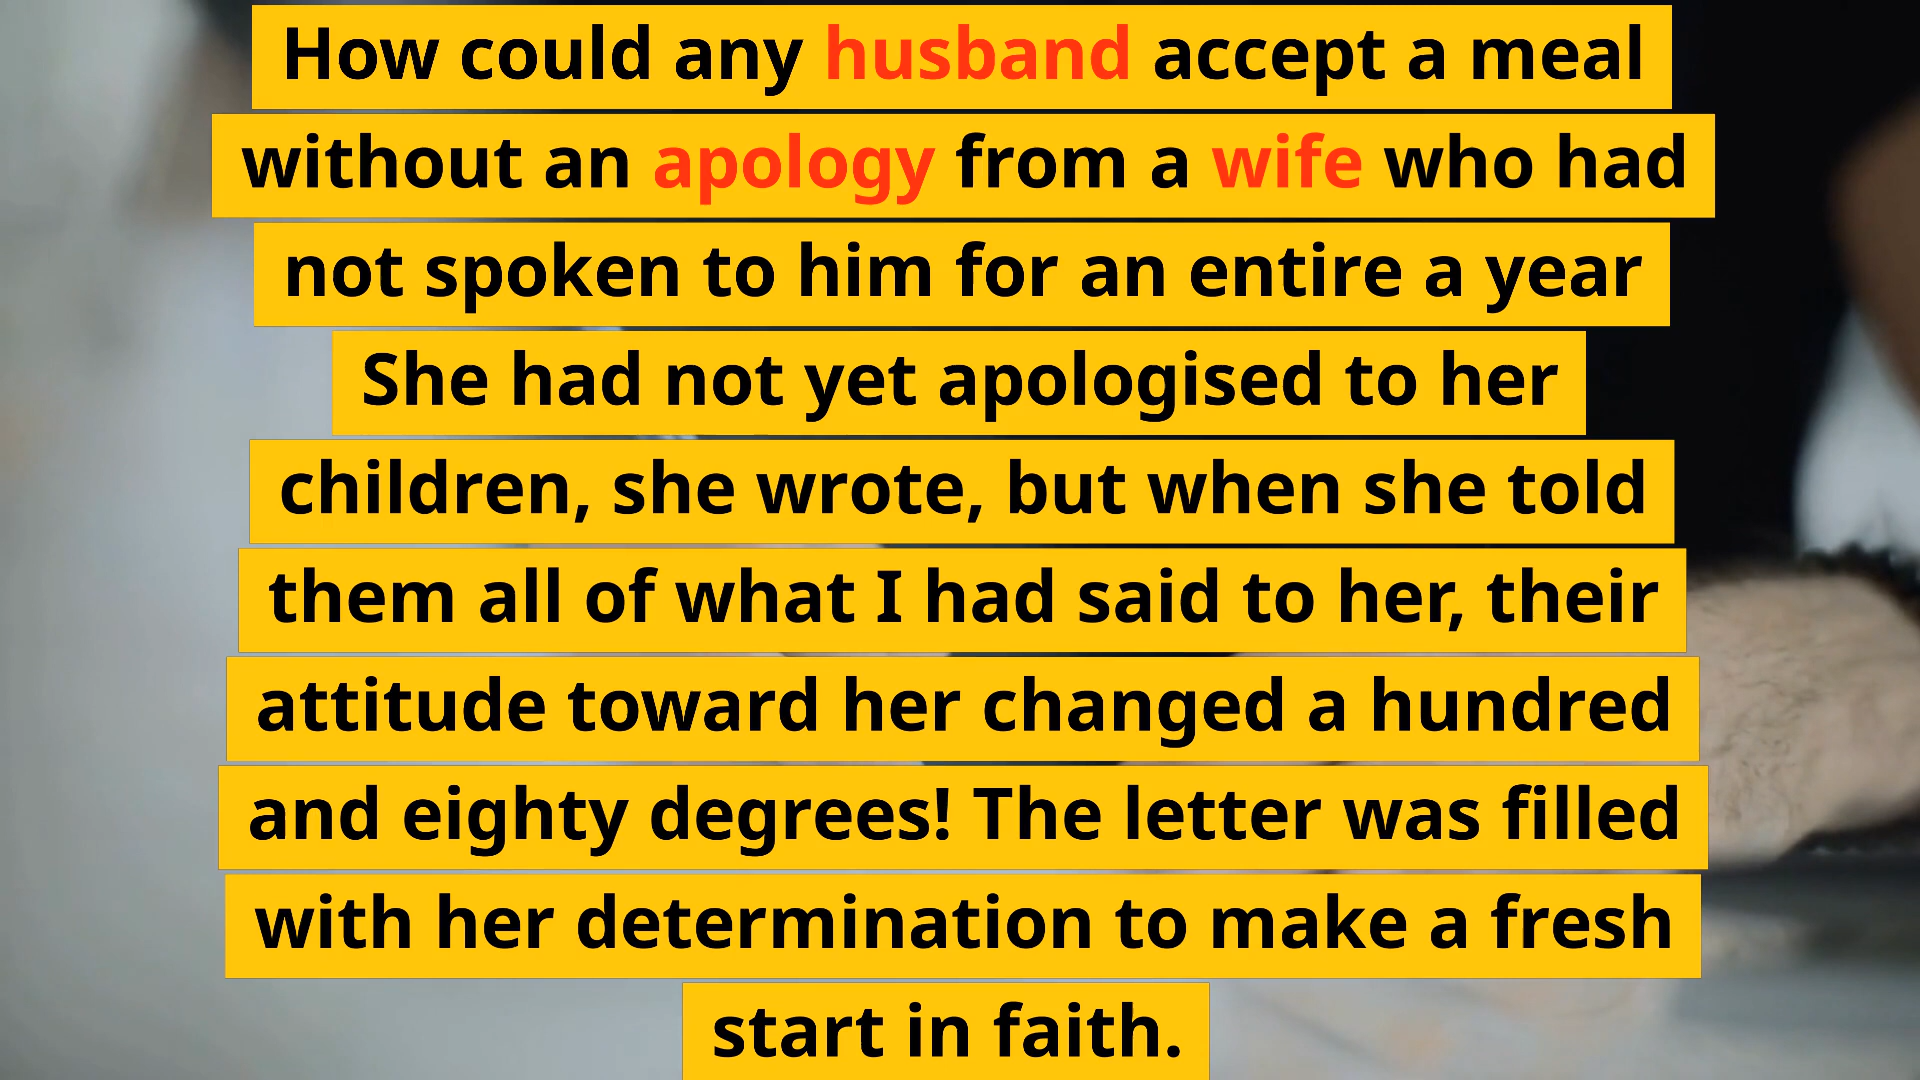 How could any husband accept a meal
without an apology from a wife who had
not spoken to him for an entire a year
She had not yet apologised to her
children, she wrote, but when she told
them all of what I had said to her, their
attitude toward her changed a hundred
and eighty degrees! The letter was filled
with her determination to make a fresh
start in faith.